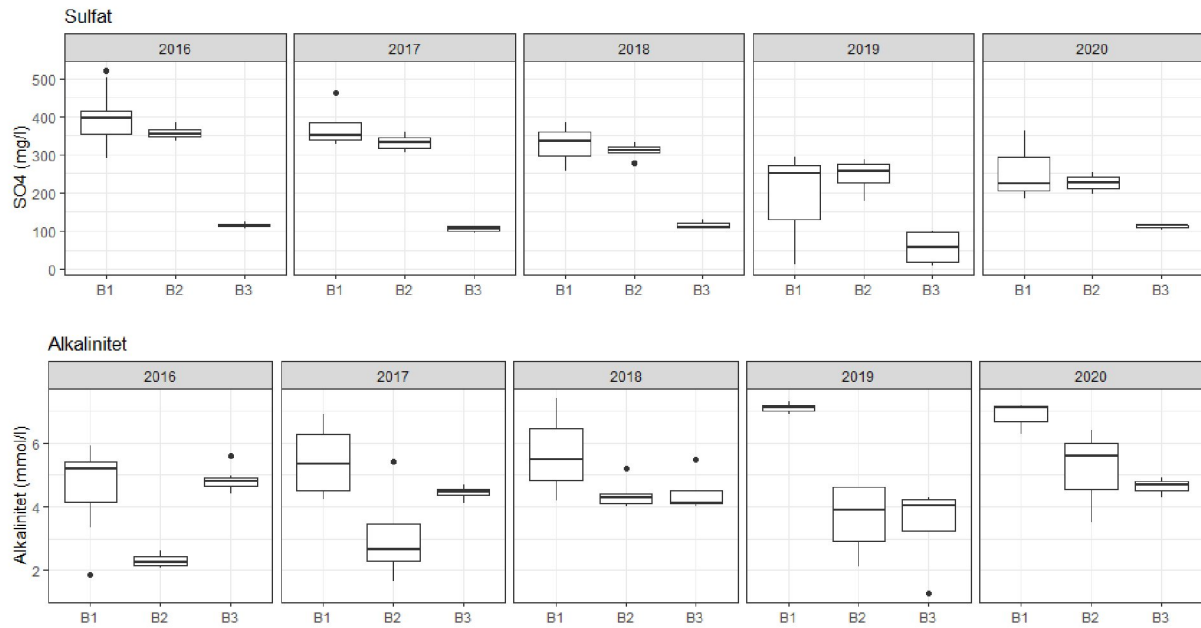 Sulfat
2016 2017 2018 2019 2020
SO4 (mg/l)
500
400
300
200
100
0
B1 B2 B3 B1 B2 B3 B1 B2 B3 B1 B2 B3 B1 B2 B3
Alkalinitet
2016 2017 2018 2019 2020
Alkalinitet (mmol/l)
6
4
2
B1 B2 B3 B1 B2 B3 B1 B2 B3 B1 B2 B3 B1 B2 B3